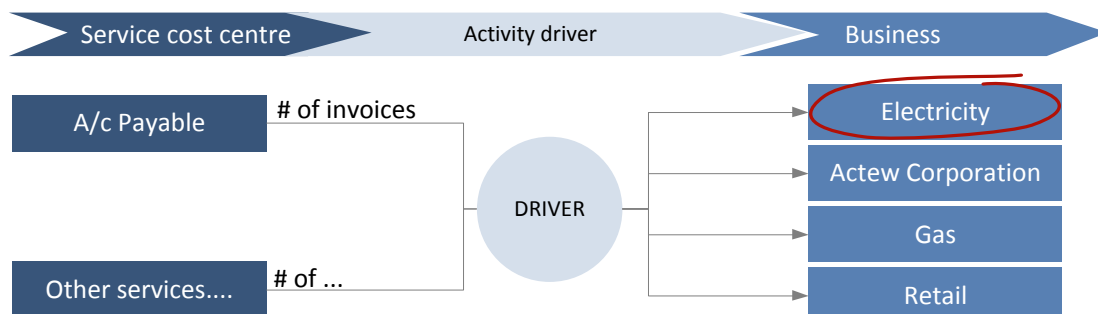 Service cost centre
Activity driver
Business
A/c Payable
# of invoices
DRIVER
Other services....
# of ...
Electricity
Actew Corporation
Gas
Retail